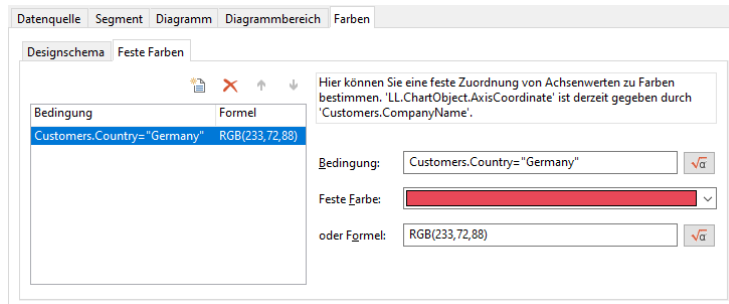 Datenquelle Segment Diagramm Diagrammbereich Farben
Designschema Feste Farben
Hier können Sie eine feste Zuordnung von Achsenwerten zu Farben
bestimmen. 'LL.ChartObject.AxisCoordinate' ist derzeit gegeben durch
'Customers.CompanyName'.
Bedingung Formel
Customers.Country="Germany" RGB(233,72,88)
Bedingung: Customers.Country="Germany" √α
Feste Farbe:
oder Formel: RGB(233,72,88) √α